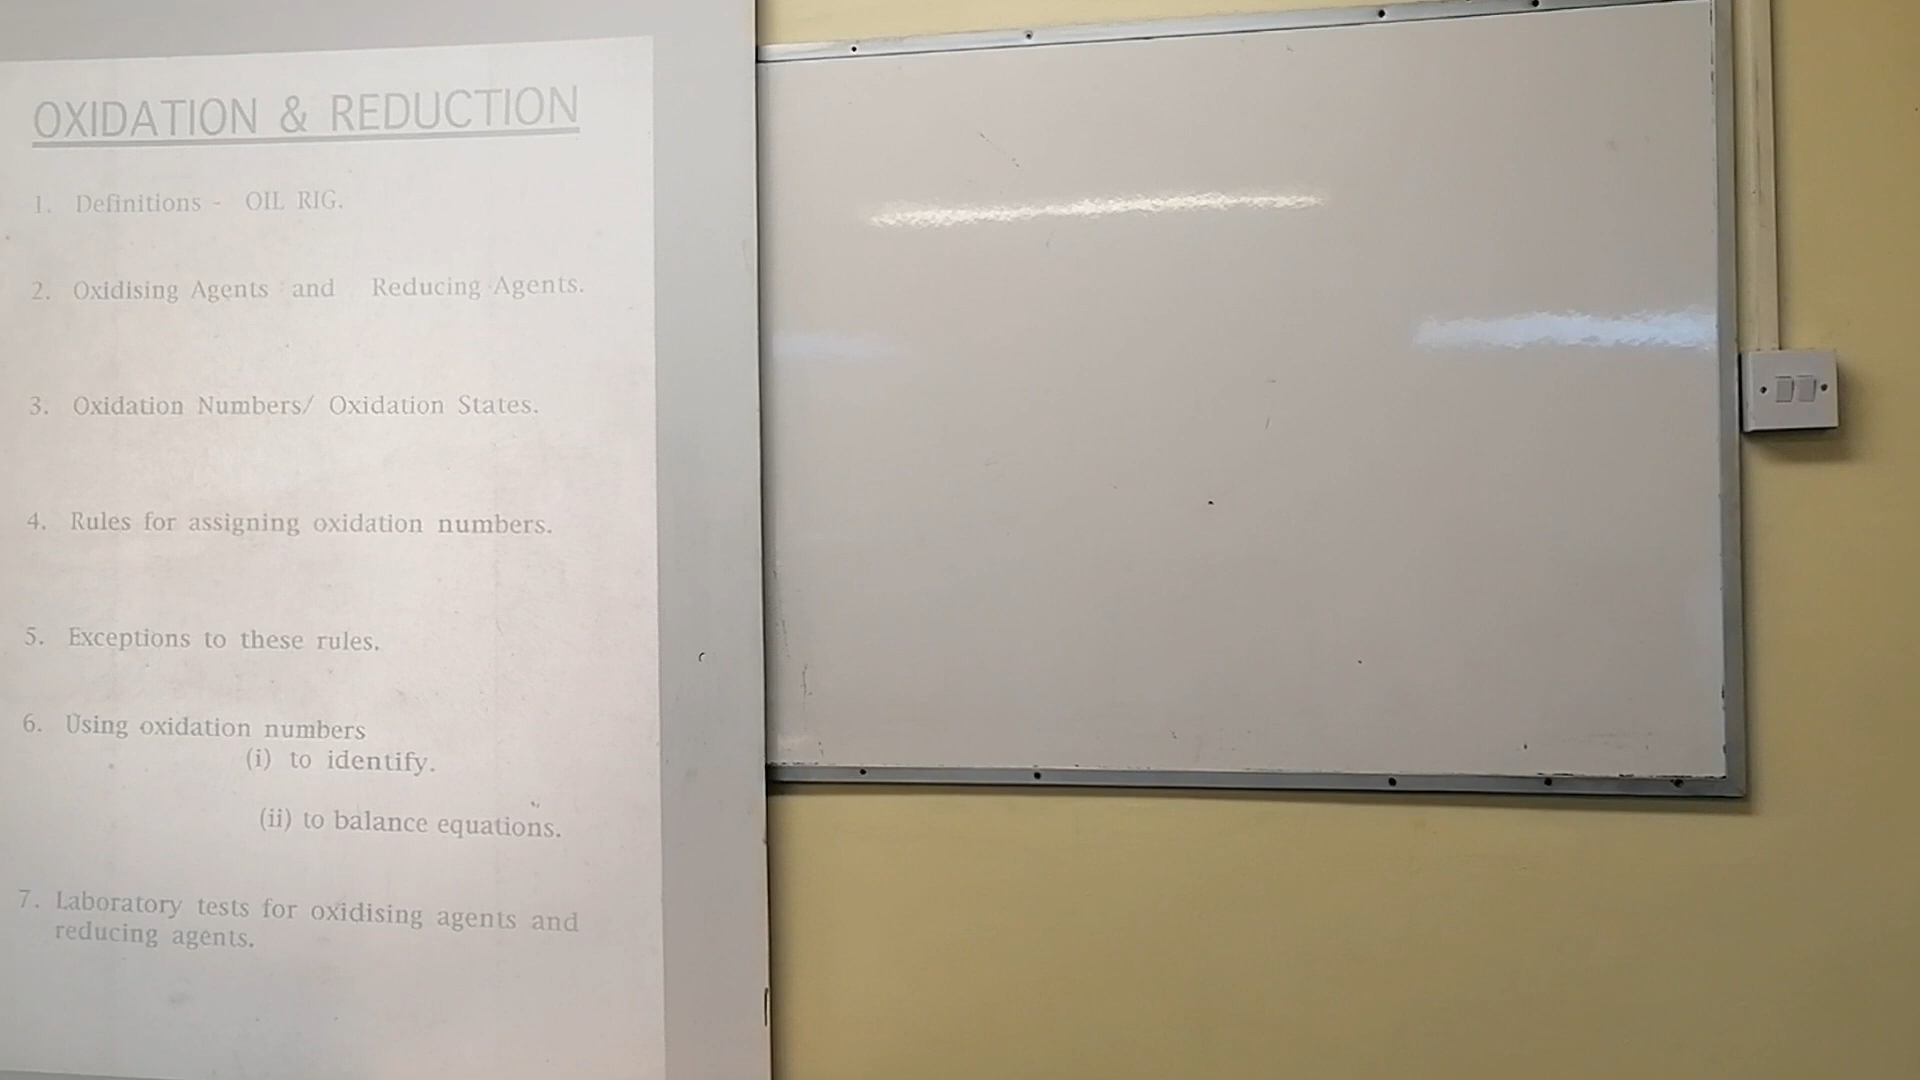 OXIDATION & REDUCTION
1. Definitions - OIL RIG.
2. Oxidising Agents and Reducing Agents.
3. Oxidation Numbers/ Oxidation States.
4. Rules for assigning oxidation numbers.
5. Exceptions to these rules.
6. Using oxidation numbers
(i) to identify.
(ii) to balance equations.
7. Laboratory tests for oxidising agents and
reducing agents.